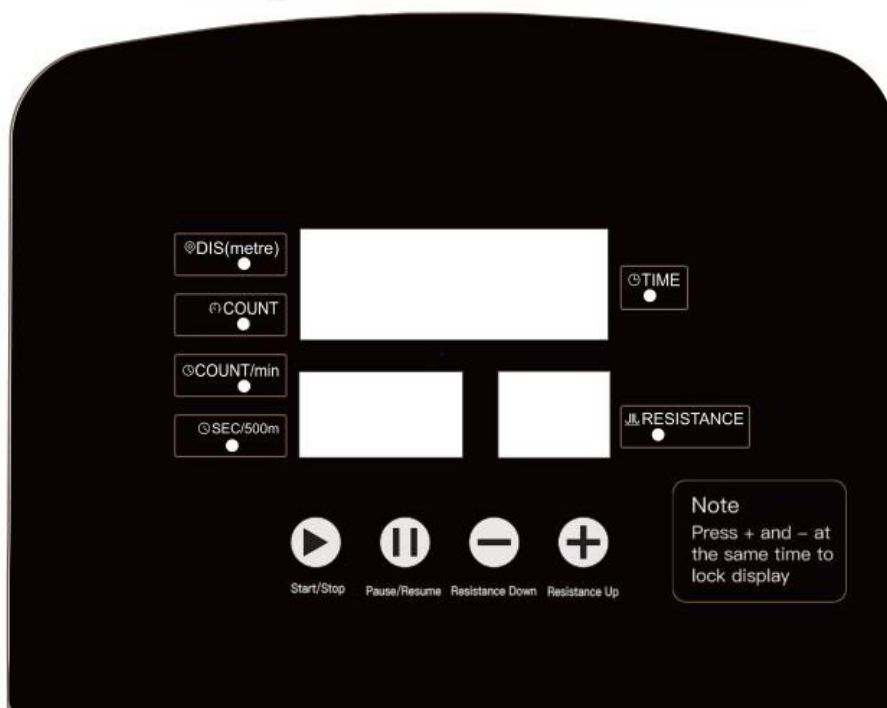 DIS(metre)
COUNT
COUNT/min
SEC/500m
TIME
RESISTANCE
Start/Stop
Pause/Resume
Resistance Down
Resistance Up
Note
Press + and – at
the same time to
lock display